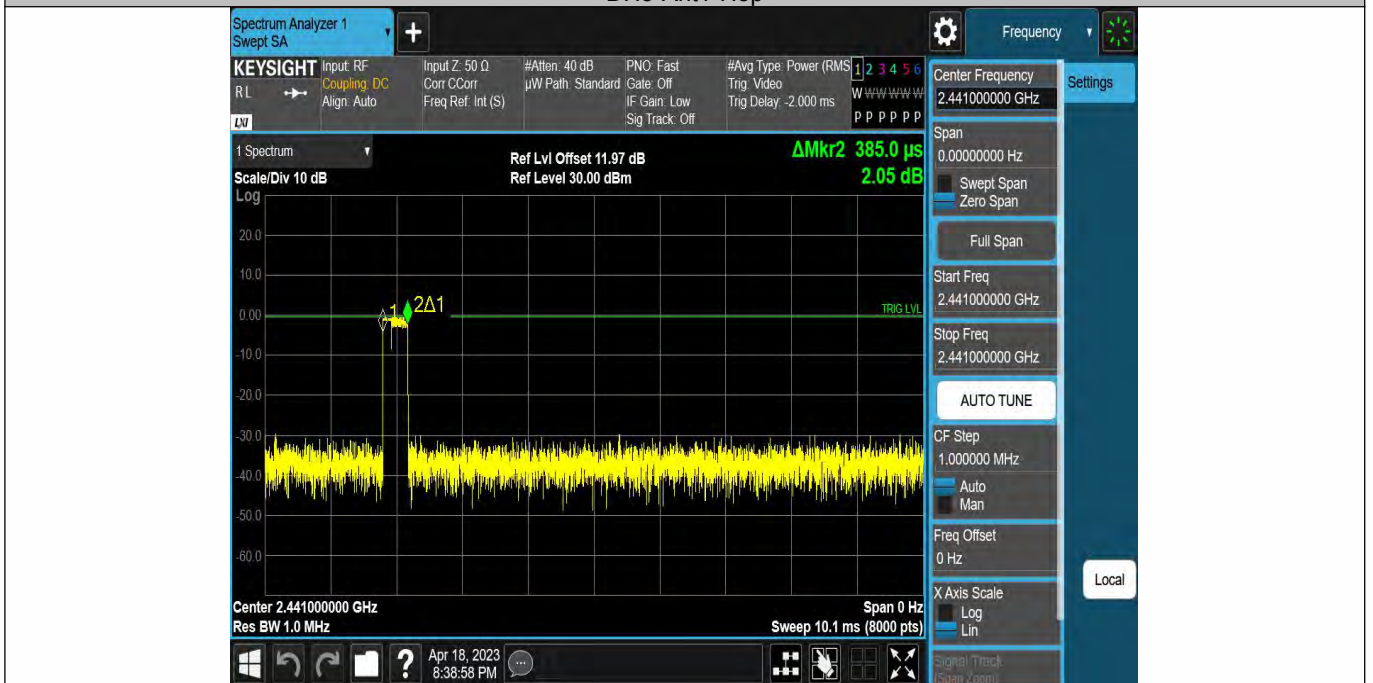 Spectrum Analyzer 1
Swept SA
+
Frequency
KEYSIGHT
RL
LXI
Input: RF
Coupling: DC
Align: Auto
Input Z: 50 Ω
Corr CCorr
Freq Ref: Int (S)
#Atten: 40 dB
µW Path: Standard
PNO: Fast
Gate: Off
IF Gain: Low
Sig Track: Off
#Avg Type: Power (RMS
Trig: Video
Trig Delay: -2.000 ms
1 2 3 4 5 6
W W W W W W
P P P P P P
1 Spectrum
Scale/Div 10 dB
Ref Lvl Offset 11.97 dB
Ref Level 30.00 dBm
ΔMkr2 385.0 µs
2.05 dB
Log
20.0
10.0
0.00
-10.0
-20.0
-30.0
-40.0
-50.0
-60.0
1
2Δ1
TRIG LVL
Center 2.441000000 GHz
Res BW 1.0 MHz
Span 0 Hz
Sweep 10.1 ms (8000 pts)
Center Frequency
2.441000000 GHz
Settings
Span
0.00000000 Hz
Swept Span
Zero Span
Full Span
Start Freq
2.441000000 GHz
Stop Freq
2.441000000 GHz
AUTO TUNE
CF Step
1.000000 MHz
Auto
Man
Freq Offset
0 Hz
X Axis Scale
Log
Lin
Signal Track
(Span Zoom)
Local
?
Apr 18, 2023
8:38:58 PM